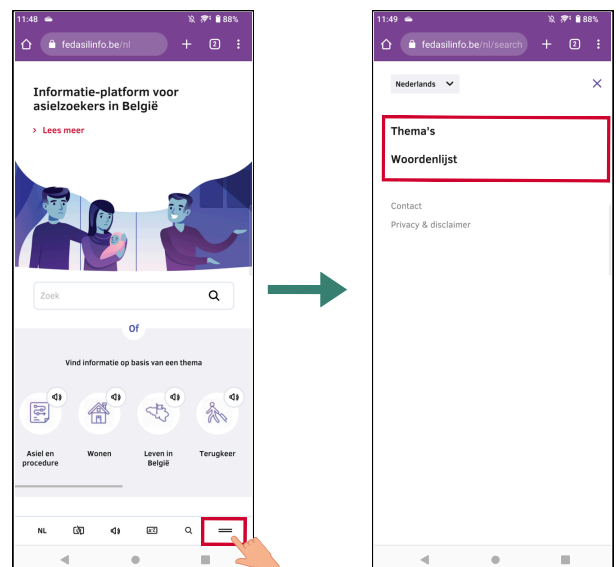 11:48
88%
fedasilinfo.be/nl
2
Informatie-platform voor
asielzoekers in België
Lees meer
Zoek
Of
Vind informatie op basis van een thema
Asiel en
procedure
Wonen
Leven in
België
Terugkeer
NL
11:49
88%
fedasilinfo.be/nl/search
2
Nederlands
Thema's
Woordenlijst
Contact
Privacy & disclaimer